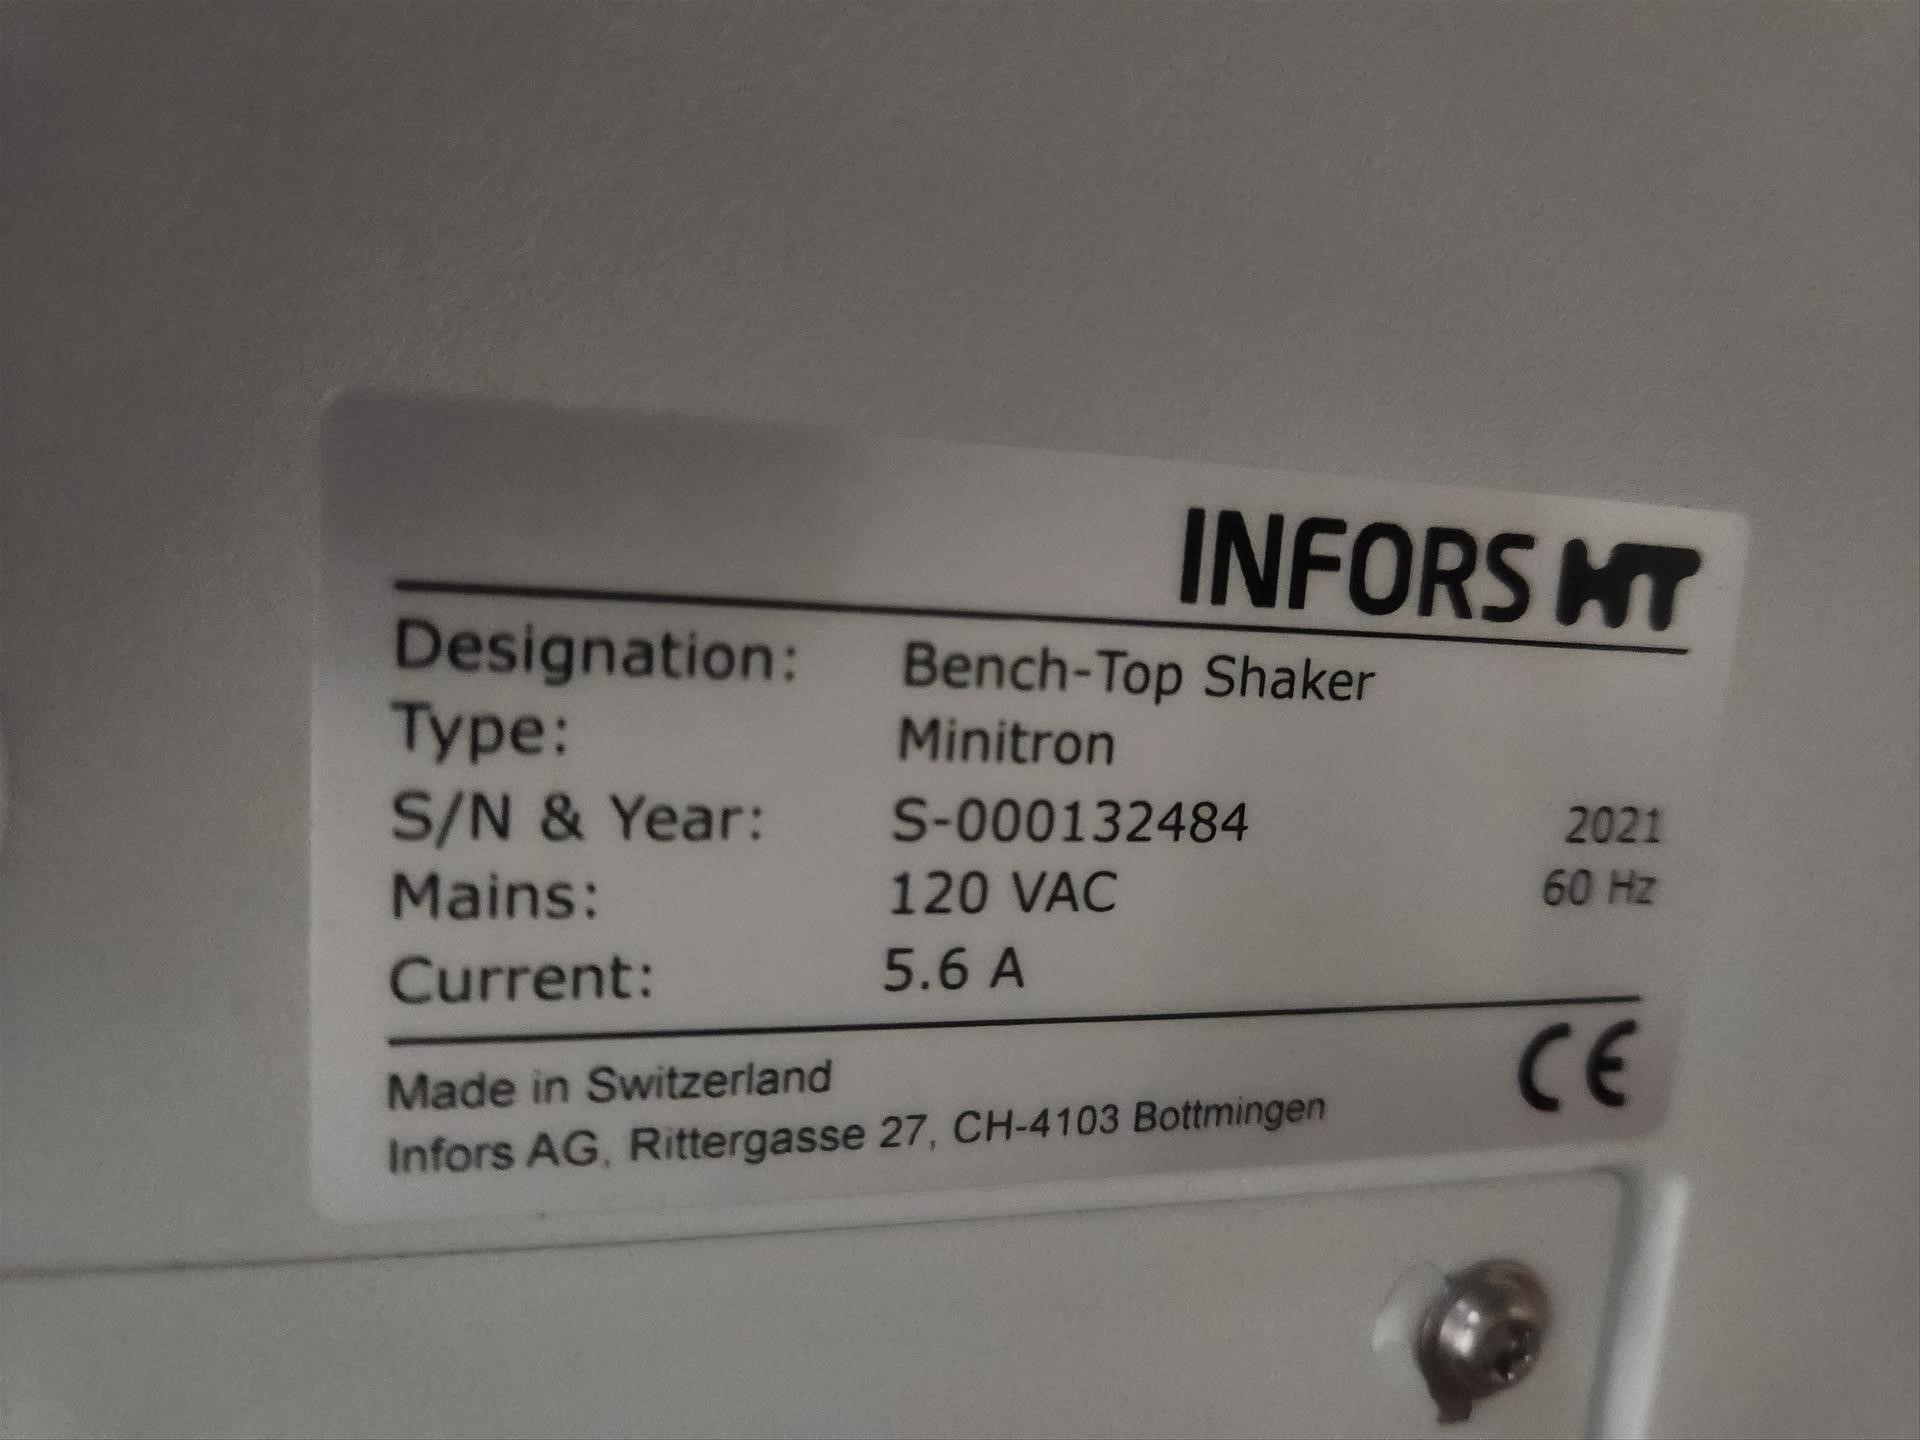 INFORS HT
Designation: Bench-Top Shaker
Type: Minitron
S/N & Year: S-000132484 2021
Mains: 120 VAC 60 Hz
Current: 5.6 A
Made in Switzerland
Infors AG, Rittergasse 27, CH-4103 Bottmingen
CE